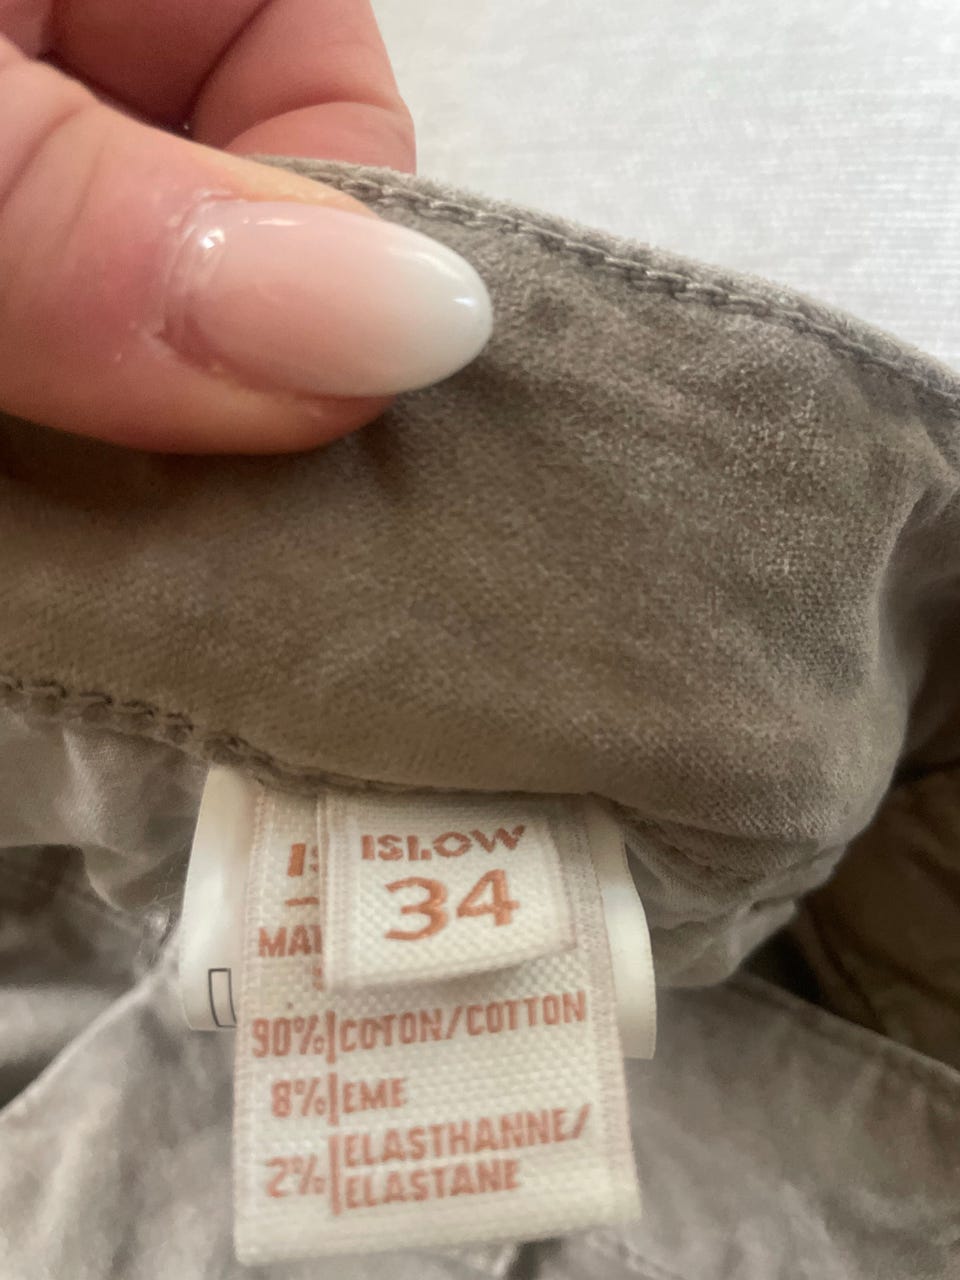 ISLOW
34
90% COTON/COTTON
8% EME
2% ELASTHANNE/
ELASTANE